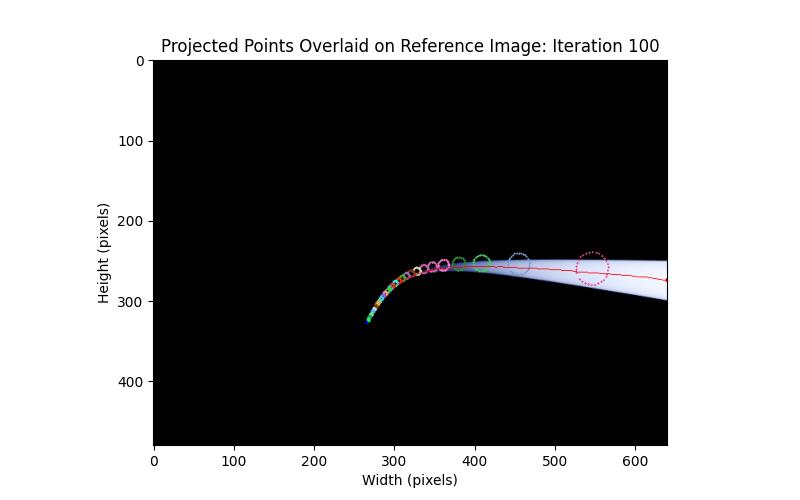 Projected Points Overlaid on Reference Image: Iteration 100
0
100
200
300
400
Height (pixels)
0 100 200 300 400 500 600
Width (pixels)